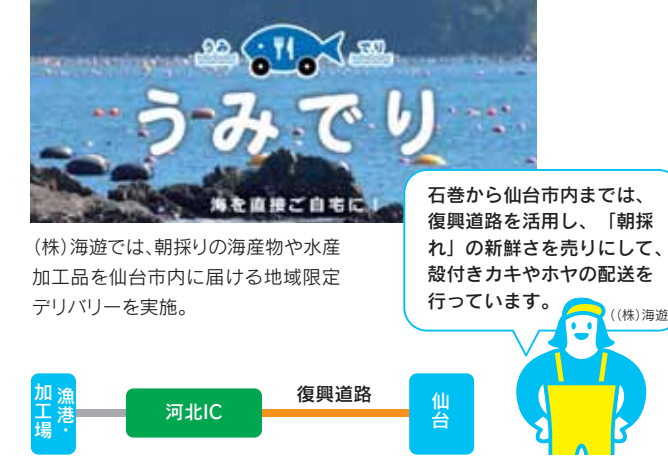 うみ でり
うみでり
海を直接ご自宅に！
(株)海遊では、朝採りの海産物や水産
加工品を仙台市内に届ける地域限定
デリバリーを実施。
石巻から仙台市内までは、
復興道路を活用し、「朝採
れ」の新鮮さを売りにして、
殻付きカキやホヤの配送を
行っています。
((株)海遊
漁港・
加工場
河北IC
復興道路
仙台